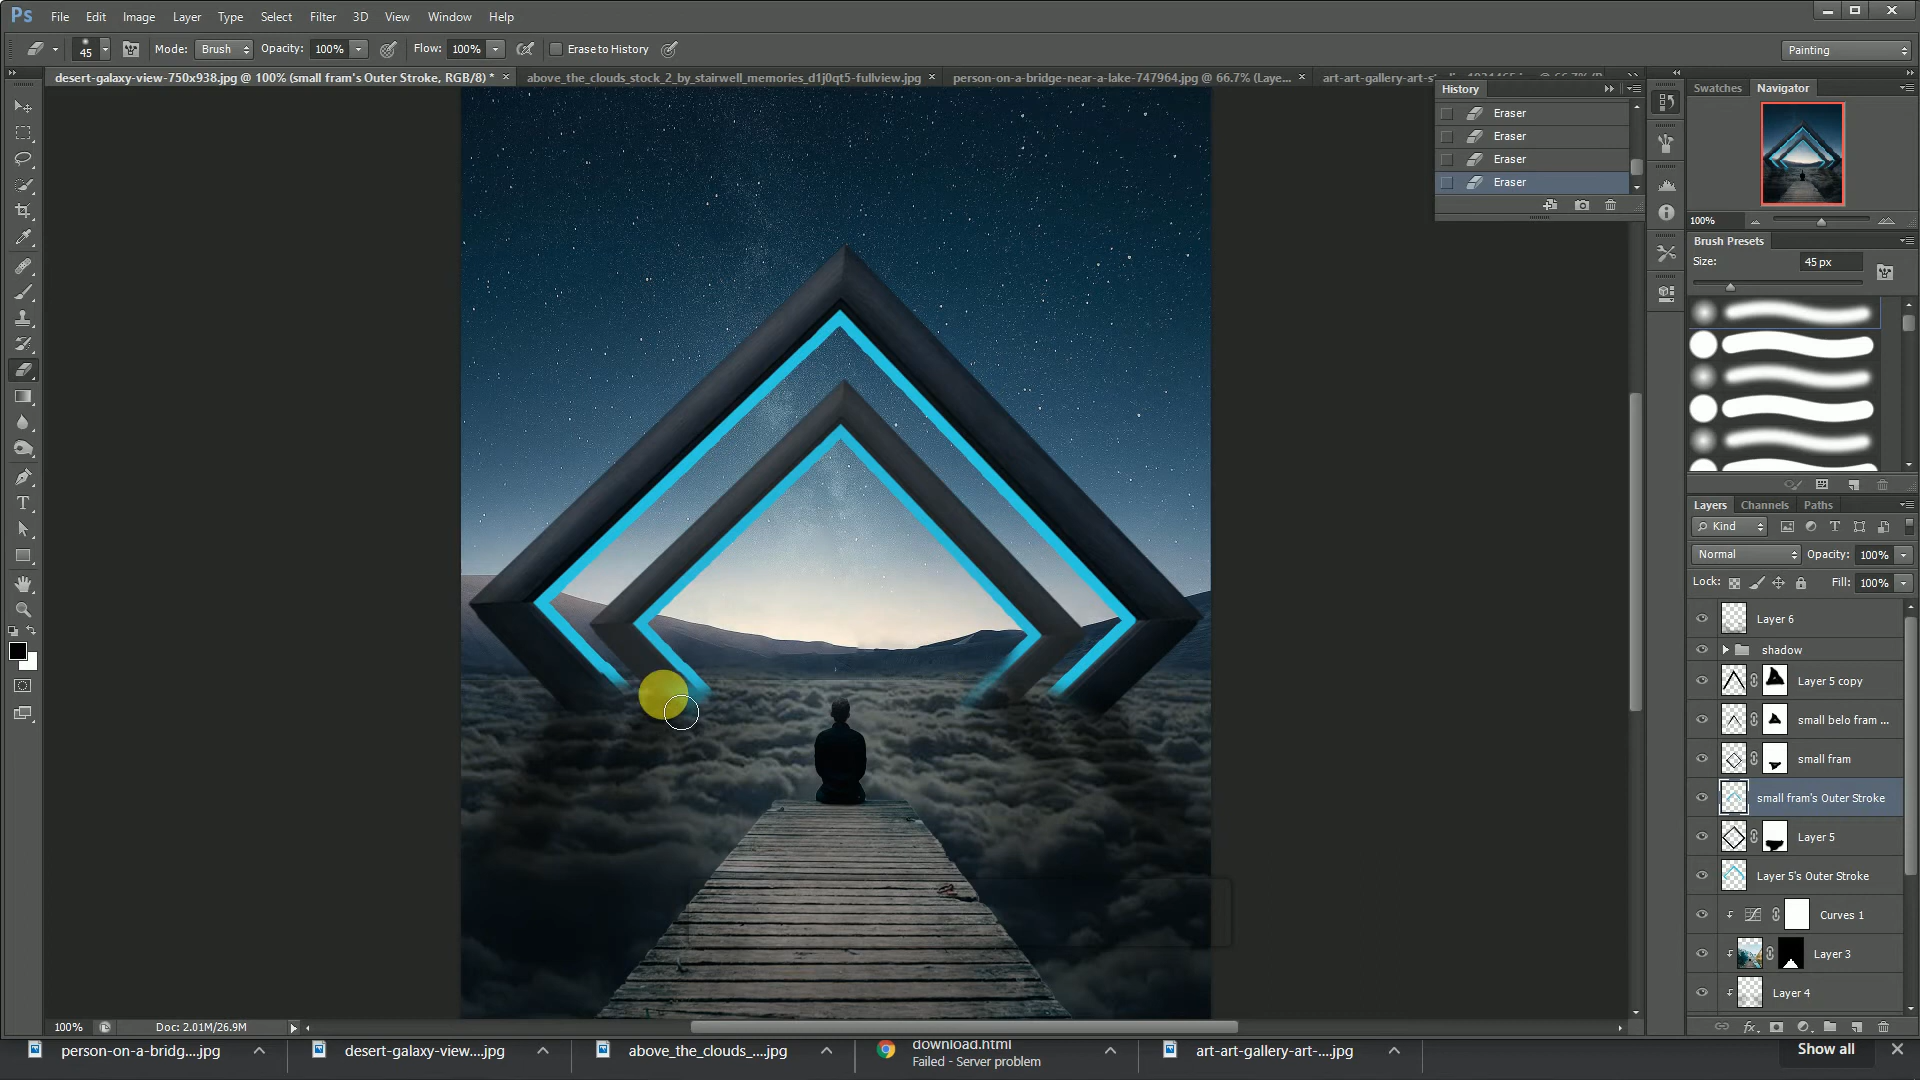 Ps File Edit Image Layer Type Select Filter 3D View Window Help
45 Mode: Brush Opacity: 100% Flow: 100% Erase to History Painting
desert-galaxy-view-750x938.jpg @ 100% (small fram's Outer Stroke, RGB/8) * above_the_clouds_stock_2_by_stairwell_memories_d1j0qt5-fullview.jpg person-on-a-bridge-near-a-lake-747964.jpg @ 66.7% (Laye...
History
Eraser
Eraser
Eraser
Eraser
Swatches Navigator
100%
Brush Presets
Size: 45 px
Layers Channels Paths
Kind
Normal Opacity: 100%
Lock: Fill: 100%
Layer 6
shadow
Layer 5 copy
small belo fram ...
small fram
small fram's Outer Stroke
Layer 5
Layer 5's Outer Stroke
Curves 1
Layer 3
Layer 4
100% Doc: 2.01M/26.9M
person-on-a-bridg....jpg desert-galaxy-view....jpg above_the_clouds_....jpg download.html art-art-gallery-art-....jpg Show all
Failed - Server problem